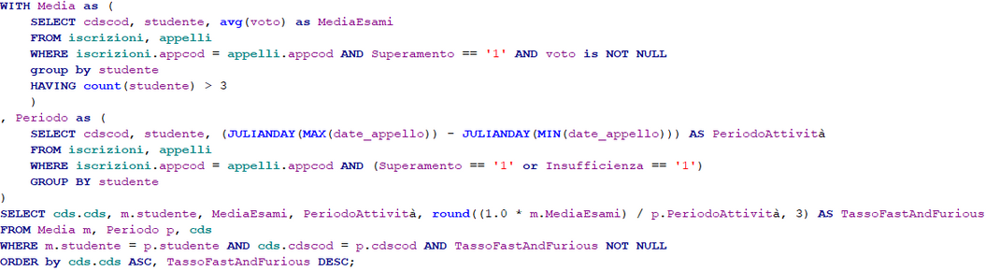 WITH Media as (
SELECT cdscod, studente, avg(voto) as MediaEsami
FROM iscrizioni, appelli
WHERE iscrizioni.appcod = appelli.appcod AND Superamento == '1' AND voto is NOT NULL
group by studente
HAVING count(studente) > 3
)
, Periodo as (
SELECT cdscod, studente, (JULIANDAY(MAX(date_appello)) - JULIANDAY(MIN(date_appello))) AS PeriodoAttività
FROM iscrizioni, appelli
WHERE iscrizioni.appcod = appelli.appcod AND (Superamento == '1' or Insufficienza == '1')
GROUP BY studente
)
SELECT cds.cds, m.studente, MediaEsami, PeriodoAttività, round((1.0 * m.MediaEsami) / p.PeriodoAttività, 3) AS TassoFastAndFurious
FROM Media m, Periodo p, cds
WHERE m.studente = p.studente AND cds.cdscod = p.cdscod AND TassoFastAndFurious NOT NULL
ORDER by cds.cds ASC, TassoFastAndFurious DESC;